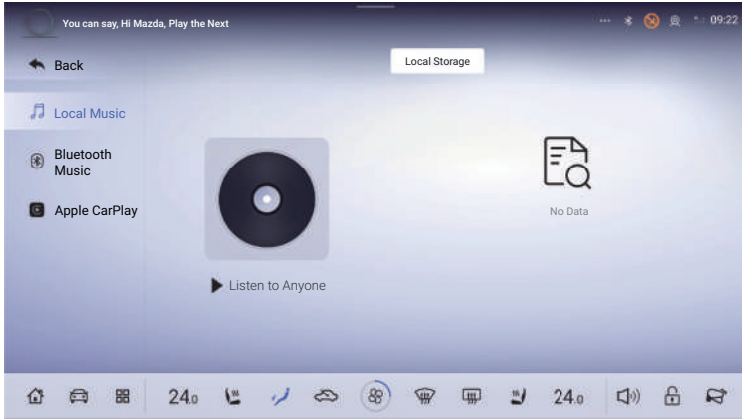 You can say, Hi Mazda, Play the Next
09:22
Back
Local Storage
Local Music
Bluetooth
Music
Apple CarPlay
No Data
Listen to Anyone
24.0
24.0